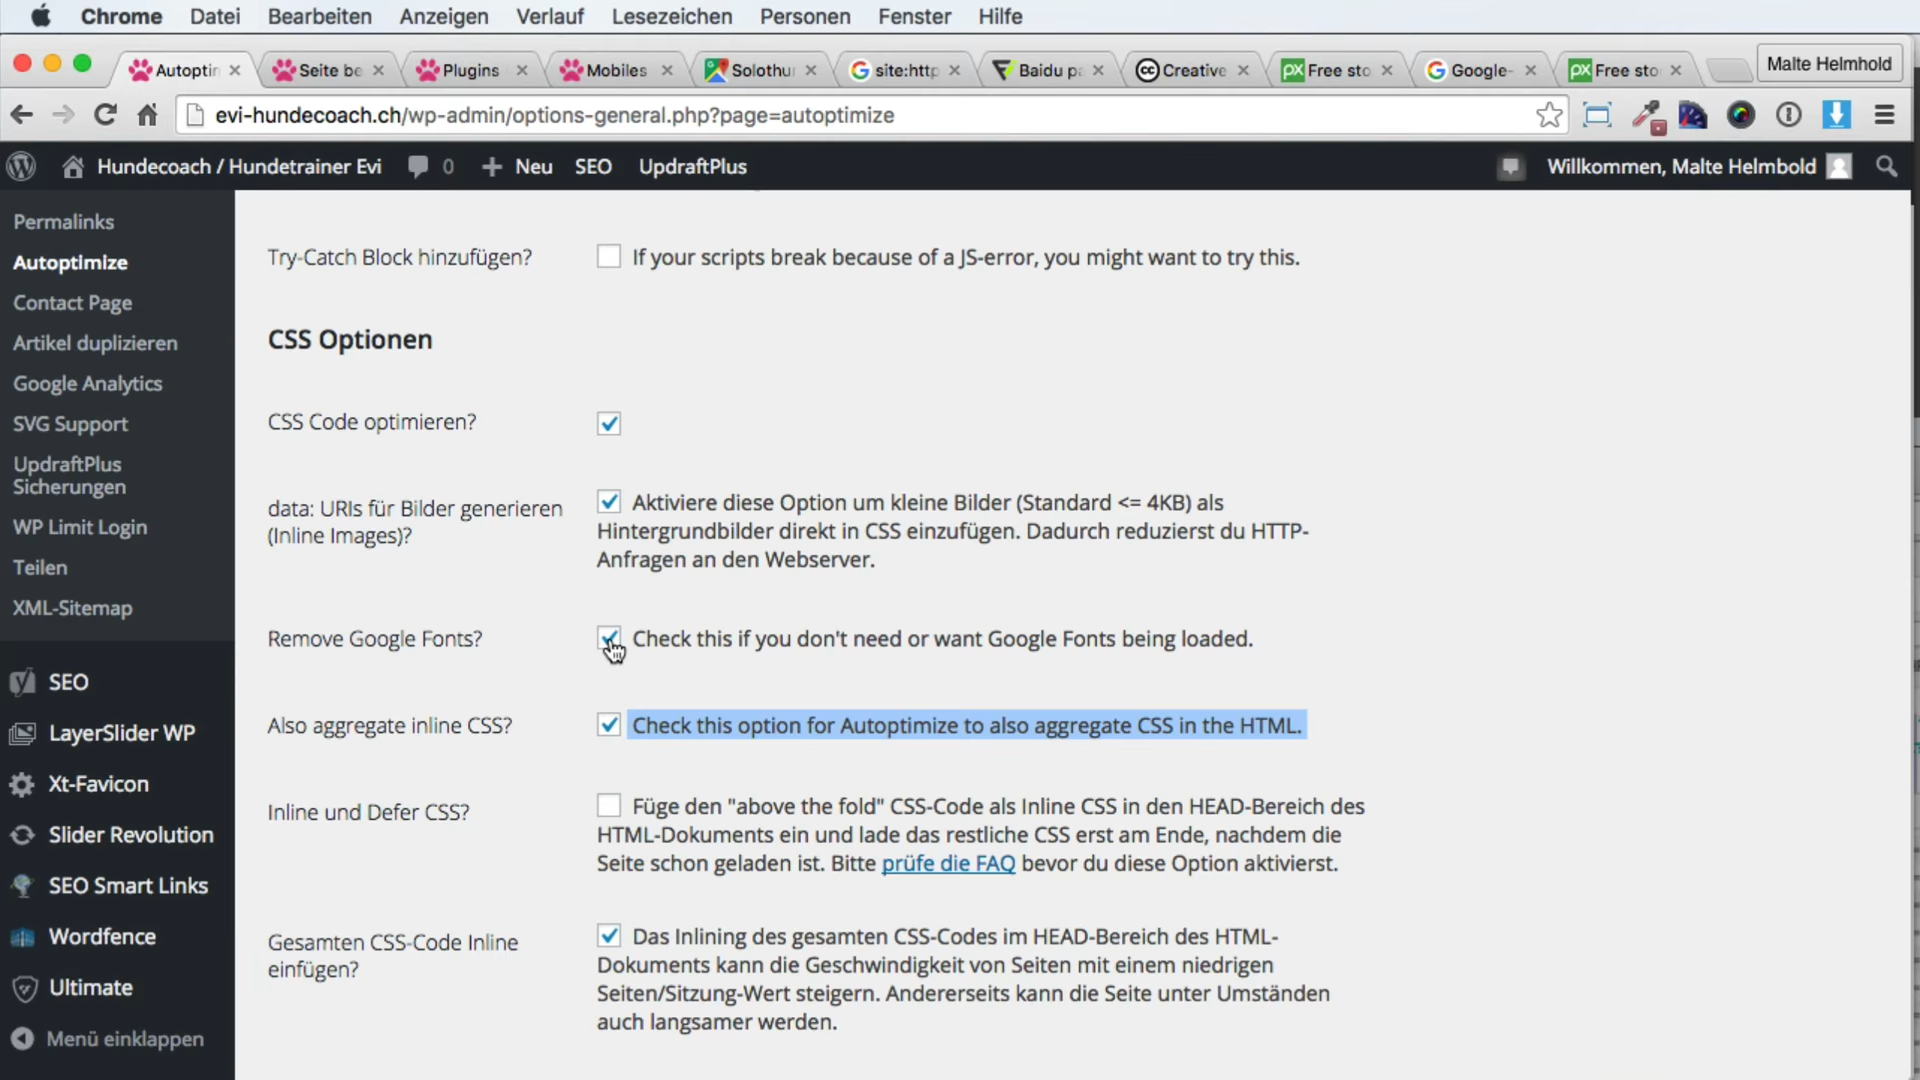 Chrome Datei Bearbeiten Anzeigen Verlauf Lesezeichen Personen Fenster Hilfe
Autoptin Seite be Plugins Mobiles Solothu site:http Baidu pa Creative Free sto Google- Free sto Malte Helmhold
evi-hundecoach.ch/wp-admin/options-general.php?page=autoptimize
Hundecoach / Hundetrainer Evi 0 Neu SEO UpdraftPlus Willkommen, Malte Helmbold
Permalinks
Autoptimize
Contact Page
Artikel duplizieren
Google Analytics
SVG Support
UpdraftPlus
Sicherungen
WP Limit Login
Teilen
XML-Sitemap
SEO
LayerSlider WP
Xt-Favicon
Slider Revolution
SEO Smart Links
Wordfence
Ultimate
Menü einklappen
Try-Catch Block hinzufügen? If your scripts break because of a JS-error, you might want to try this.
CSS Optionen
CSS Code optimieren?
data: URIs für Bilder generieren
(Inline Images)?
Aktiviere diese Option um kleine Bilder (Standard <= 4KB) als
Hintergrundbilder direkt in CSS einzufügen. Dadurch reduzierst du HTTP-
Anfragen an den Webserver.
Remove Google Fonts? Check this if you don't need or want Google Fonts being loaded.
Also aggregate inline CSS? Check this option for Autoptimize to also aggregate CSS in the HTML.
Inline und Defer CSS? Füge den "above the fold" CSS-Code als Inline CSS in den HEAD-Bereich des
HTML-Dokuments ein und lade das restliche CSS erst am Ende, nachdem die
Seite schon geladen ist. Bitte prüfe die FAQ bevor du diese Option aktivierst.
Gesamten CSS-Code Inline
einfügen?
Das Inlining des gesamten CSS-Codes im HEAD-Bereich des HTML-
Dokuments kann die Geschwindigkeit von Seiten mit einem niedrigen
Seiten/Sitzung-Wert steigern. Andererseits kann die Seite unter Umständen
auch langsamer werden.